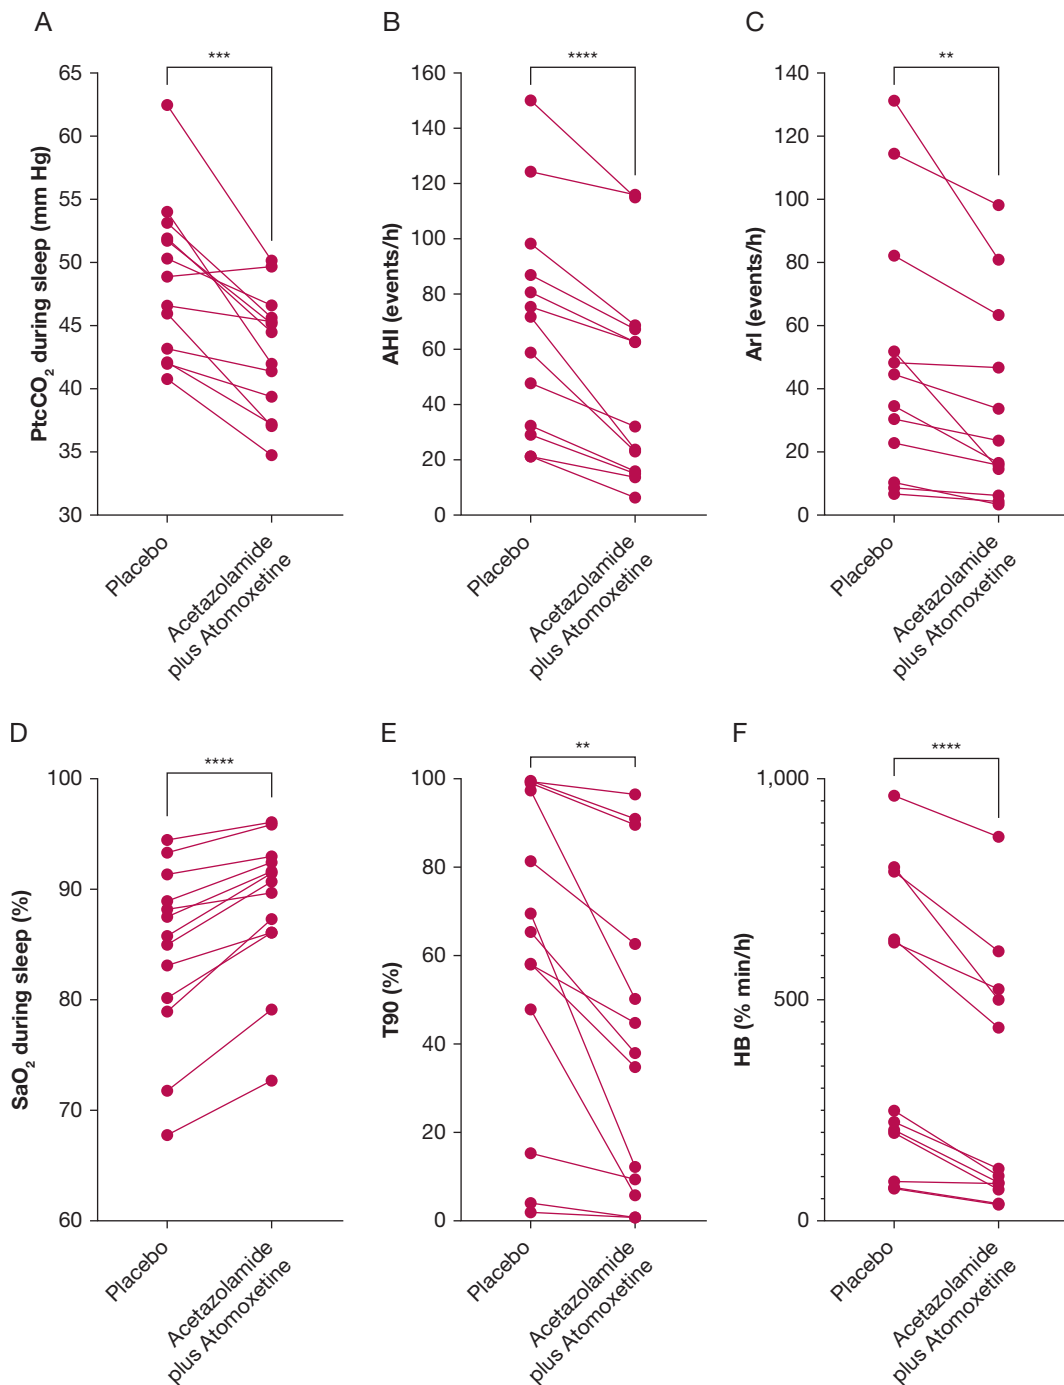 A
***
PtcCO₂ during sleep (mm Hg)
65
60
55
50
45
40
35
30
Placebo
Acetazolamide
plus Atomoxetine
B
****
AHI (events/h)
160
140
120
100
80
60
40
20
0
Placebo
Acetazolamide
plus Atomoxetine
C
**
ArI (events/h)
140
120
100
80
60
40
20
0
Placebo
Acetazolamide
plus Atomoxetine
D
****
SaO₂ during sleep (%)
100
90
80
70
60
Placebo
Acetazolamide
plus Atomoxetine
E
**
T90 (%)
100
80
60
40
20
0
Placebo
Acetazolamide
plus Atomoxetine
F
****
HB (% min/h)
1,000
500
0
Placebo
Acetazolamide
plus Atomoxetine